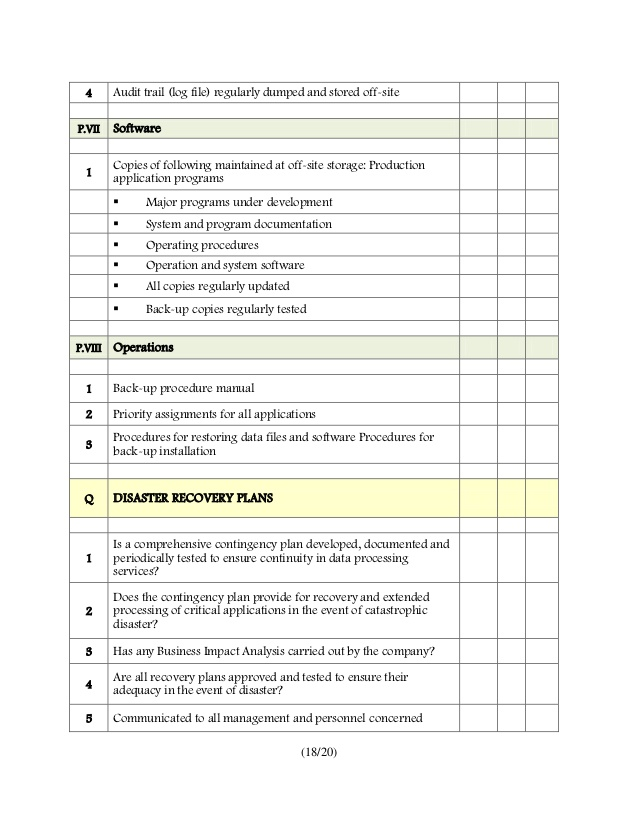 4 Audit trail (log file) regularly dumped and stored off-site
P.VII Software
1 Copies of following maintained at off-site storage: Production
application programs
▪ Major programs under development
▪ System and program documentation
▪ Operating procedures
▪ Operation and system software
▪ All copies regularly updated
▪ Back-up copies regularly tested
P.VIII Operations
1 Back-up procedure manual
2 Priority assignments for all applications
3 Procedures for restoring data files and software Procedures for
back-up installation
Q DISASTER RECOVERY PLANS
1 Is a comprehensive contingency plan developed, documented and
periodically tested to ensure continuity in data processing
services?
2 Does the contingency plan provide for recovery and extended
processing of critical applications in the event of catastrophic
disaster?
3 Has any Business Impact Analysis carried out by the company?
4 Are all recovery plans approved and tested to ensure their
adequacy in the event of disaster?
5 Communicated to all management and personnel concerned
(18/20)